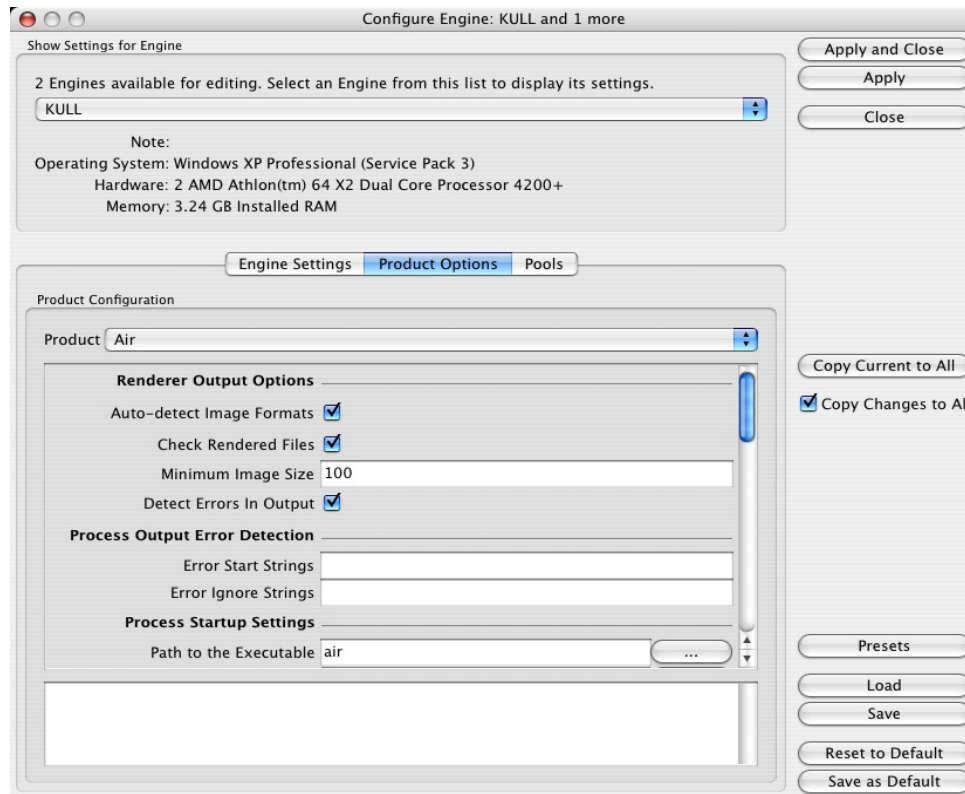 Configure Engine: KULL and 1 more
Show Settings for Engine
2 Engines available for editing. Select an Engine from this list to display its settings.
KULL
Note:
Operating System: Windows XP Professional (Service Pack 3)
Hardware: 2 AMD Athlon(tm) 64 X2 Dual Core Processor 4200+
Memory: 3.24 GB Installed RAM
Apply and Close
Apply
Close
Engine Settings Product Options Pools
Product Configuration
Product Air
Renderer Output Options
Auto-detect Image Formats
Check Rendered Files
Minimum Image Size 100
Detect Errors In Output
Process Output Error Detection
Error Start Strings
Error Ignore Strings
Process Startup Settings
Path to the Executable air ...
Copy Current to All
Copy Changes to Al
Presets
Load
Save
Reset to Default
Save as Default